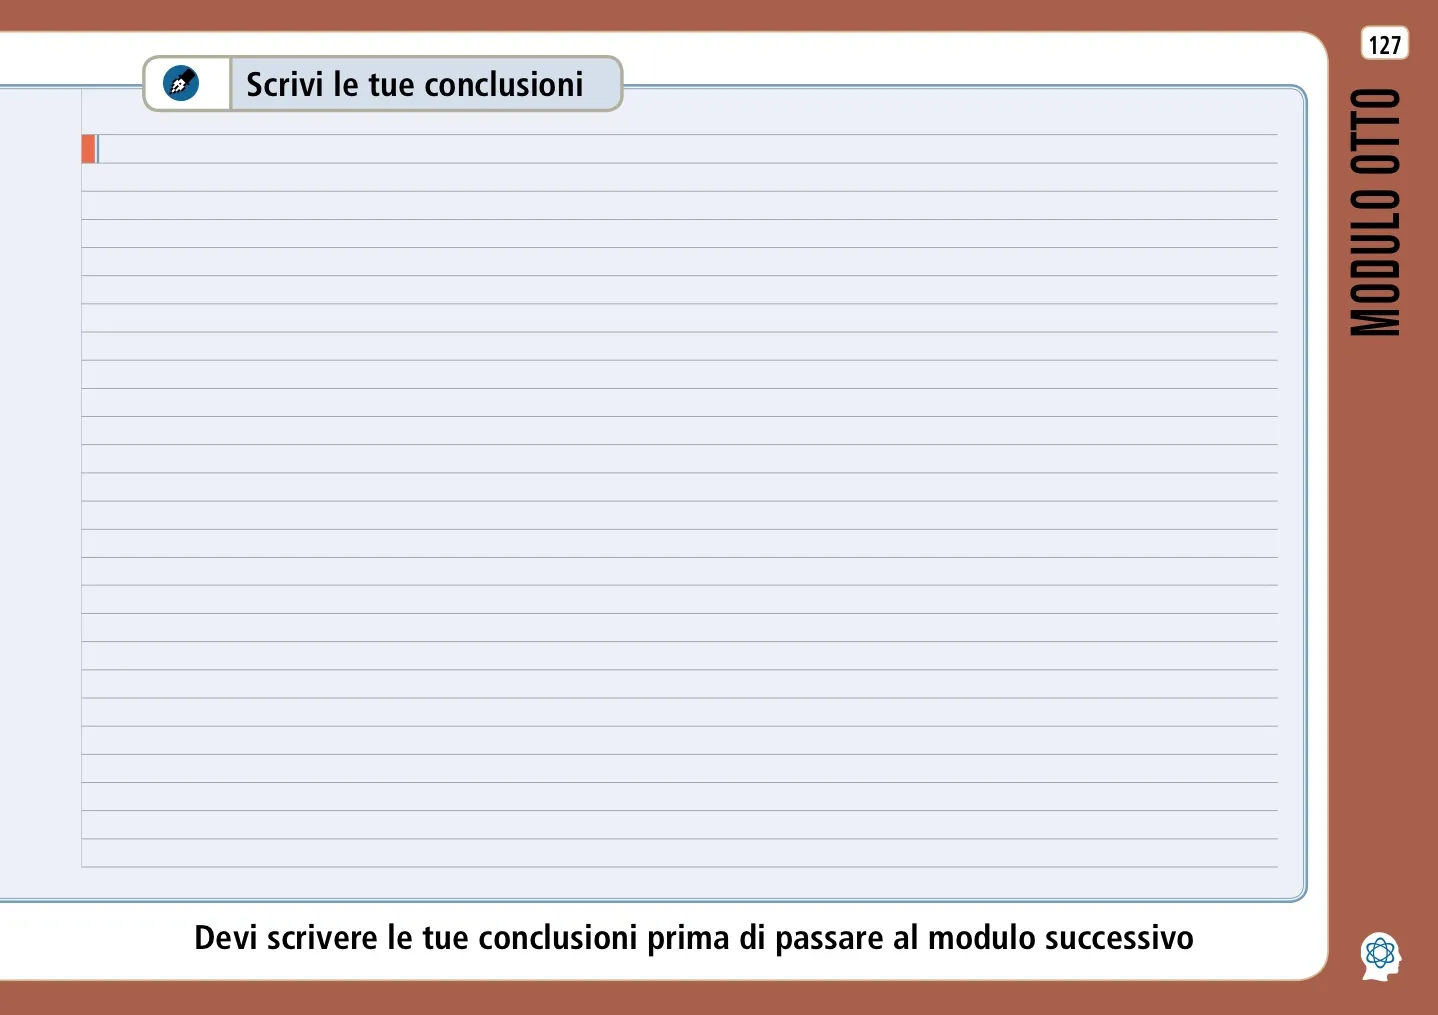 127
Scrivi le tue conclusioni
MODULO OTTO
Devi scrivere le tue conclusioni prima di passare al modulo successivo